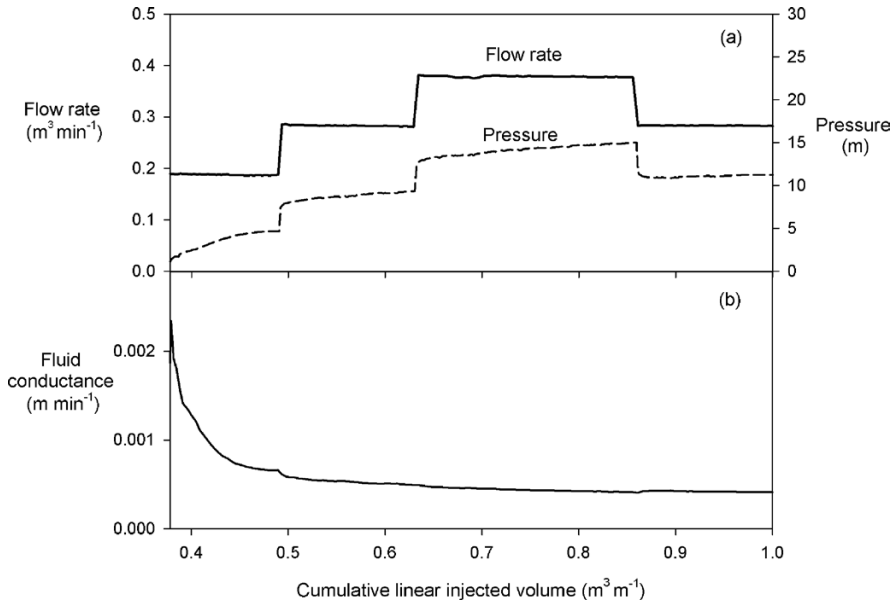 0.5
0.4
0.3
0.2
0.1
0.0
Flow rate
(m³ min⁻¹)
(a)
Flow rate
Pressure
30
25
20
15
10
5
0
Pressure
(m)
(b)
0.002
0.001
0.000
Fluid
conductance
(m min⁻¹)
0.4 0.5 0.6 0.7 0.8 0.9 1.0
Cumulative linear injected volume (m³ m⁻¹)